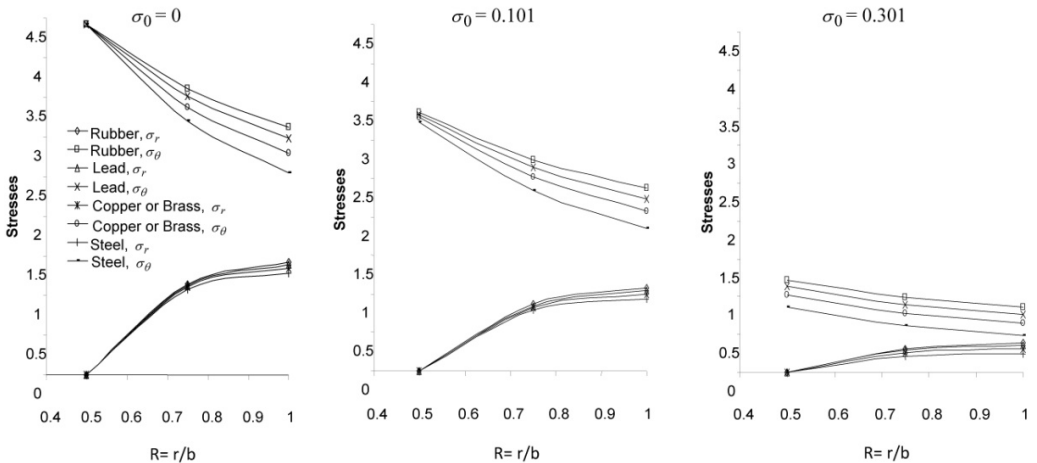 σ₀ = 0
4.5
4
3.5
3
2.5
2
1.5
1
0.5
0
Stresses
Rubber, σᵣ
Rubber, σ_θ
Lead, σᵣ
Lead, σ_θ
Copper or Brass, σᵣ
Copper or Brass, σ_θ
Steel, σᵣ
Steel, σ_θ
0.4 0.5 0.6 0.7 0.8 0.9 1
R= r/b
σ₀ = 0.101
4.5
4
3.5
3
2.5
2
1.5
1
0.5
0
Stresses
0.4 0.5 0.6 0.7 0.8 0.9 1
R= r/b
σ₀ = 0.301
4.5
4
3.5
3
2.5
2
1.5
1
0.5
0
Stresses
0.4 0.5 0.6 0.7 0.8 0.9 1
R= r/b